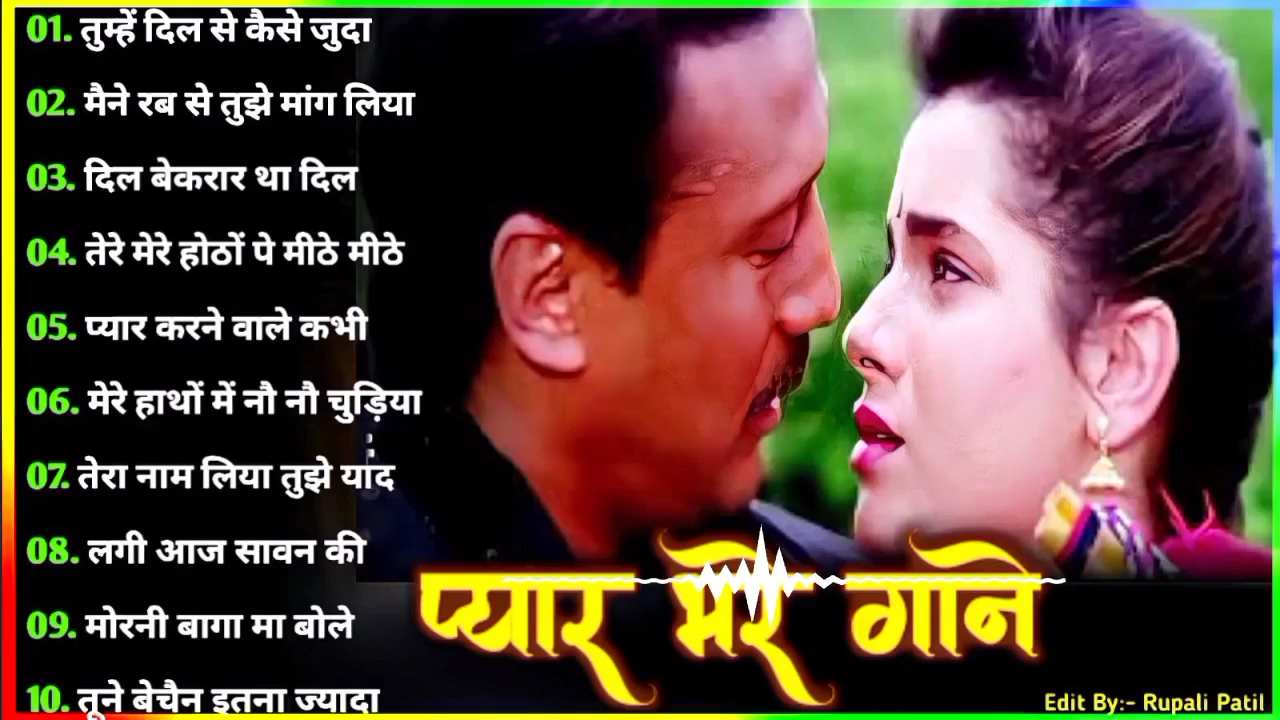 01. तुम्हें दिल से कैसे जुदा
02. मैने रब से तुझे मांग लिया
03. दिल बेकरार था दिल
04. तेरे मेरे होठों पे मीठे मीठे
05. प्यार करने वाले कभी
06. मेरे हाथों में नौ नौ चुड़िया
07. तेरा नाम लिया तुझे याद
08. लगी आज सावन की
09. मोरनी बागा मा बोले
10. तूने बेचैन इतना ज्यादा
प्यार भरे गाने
Edit By:- Rupali Patil